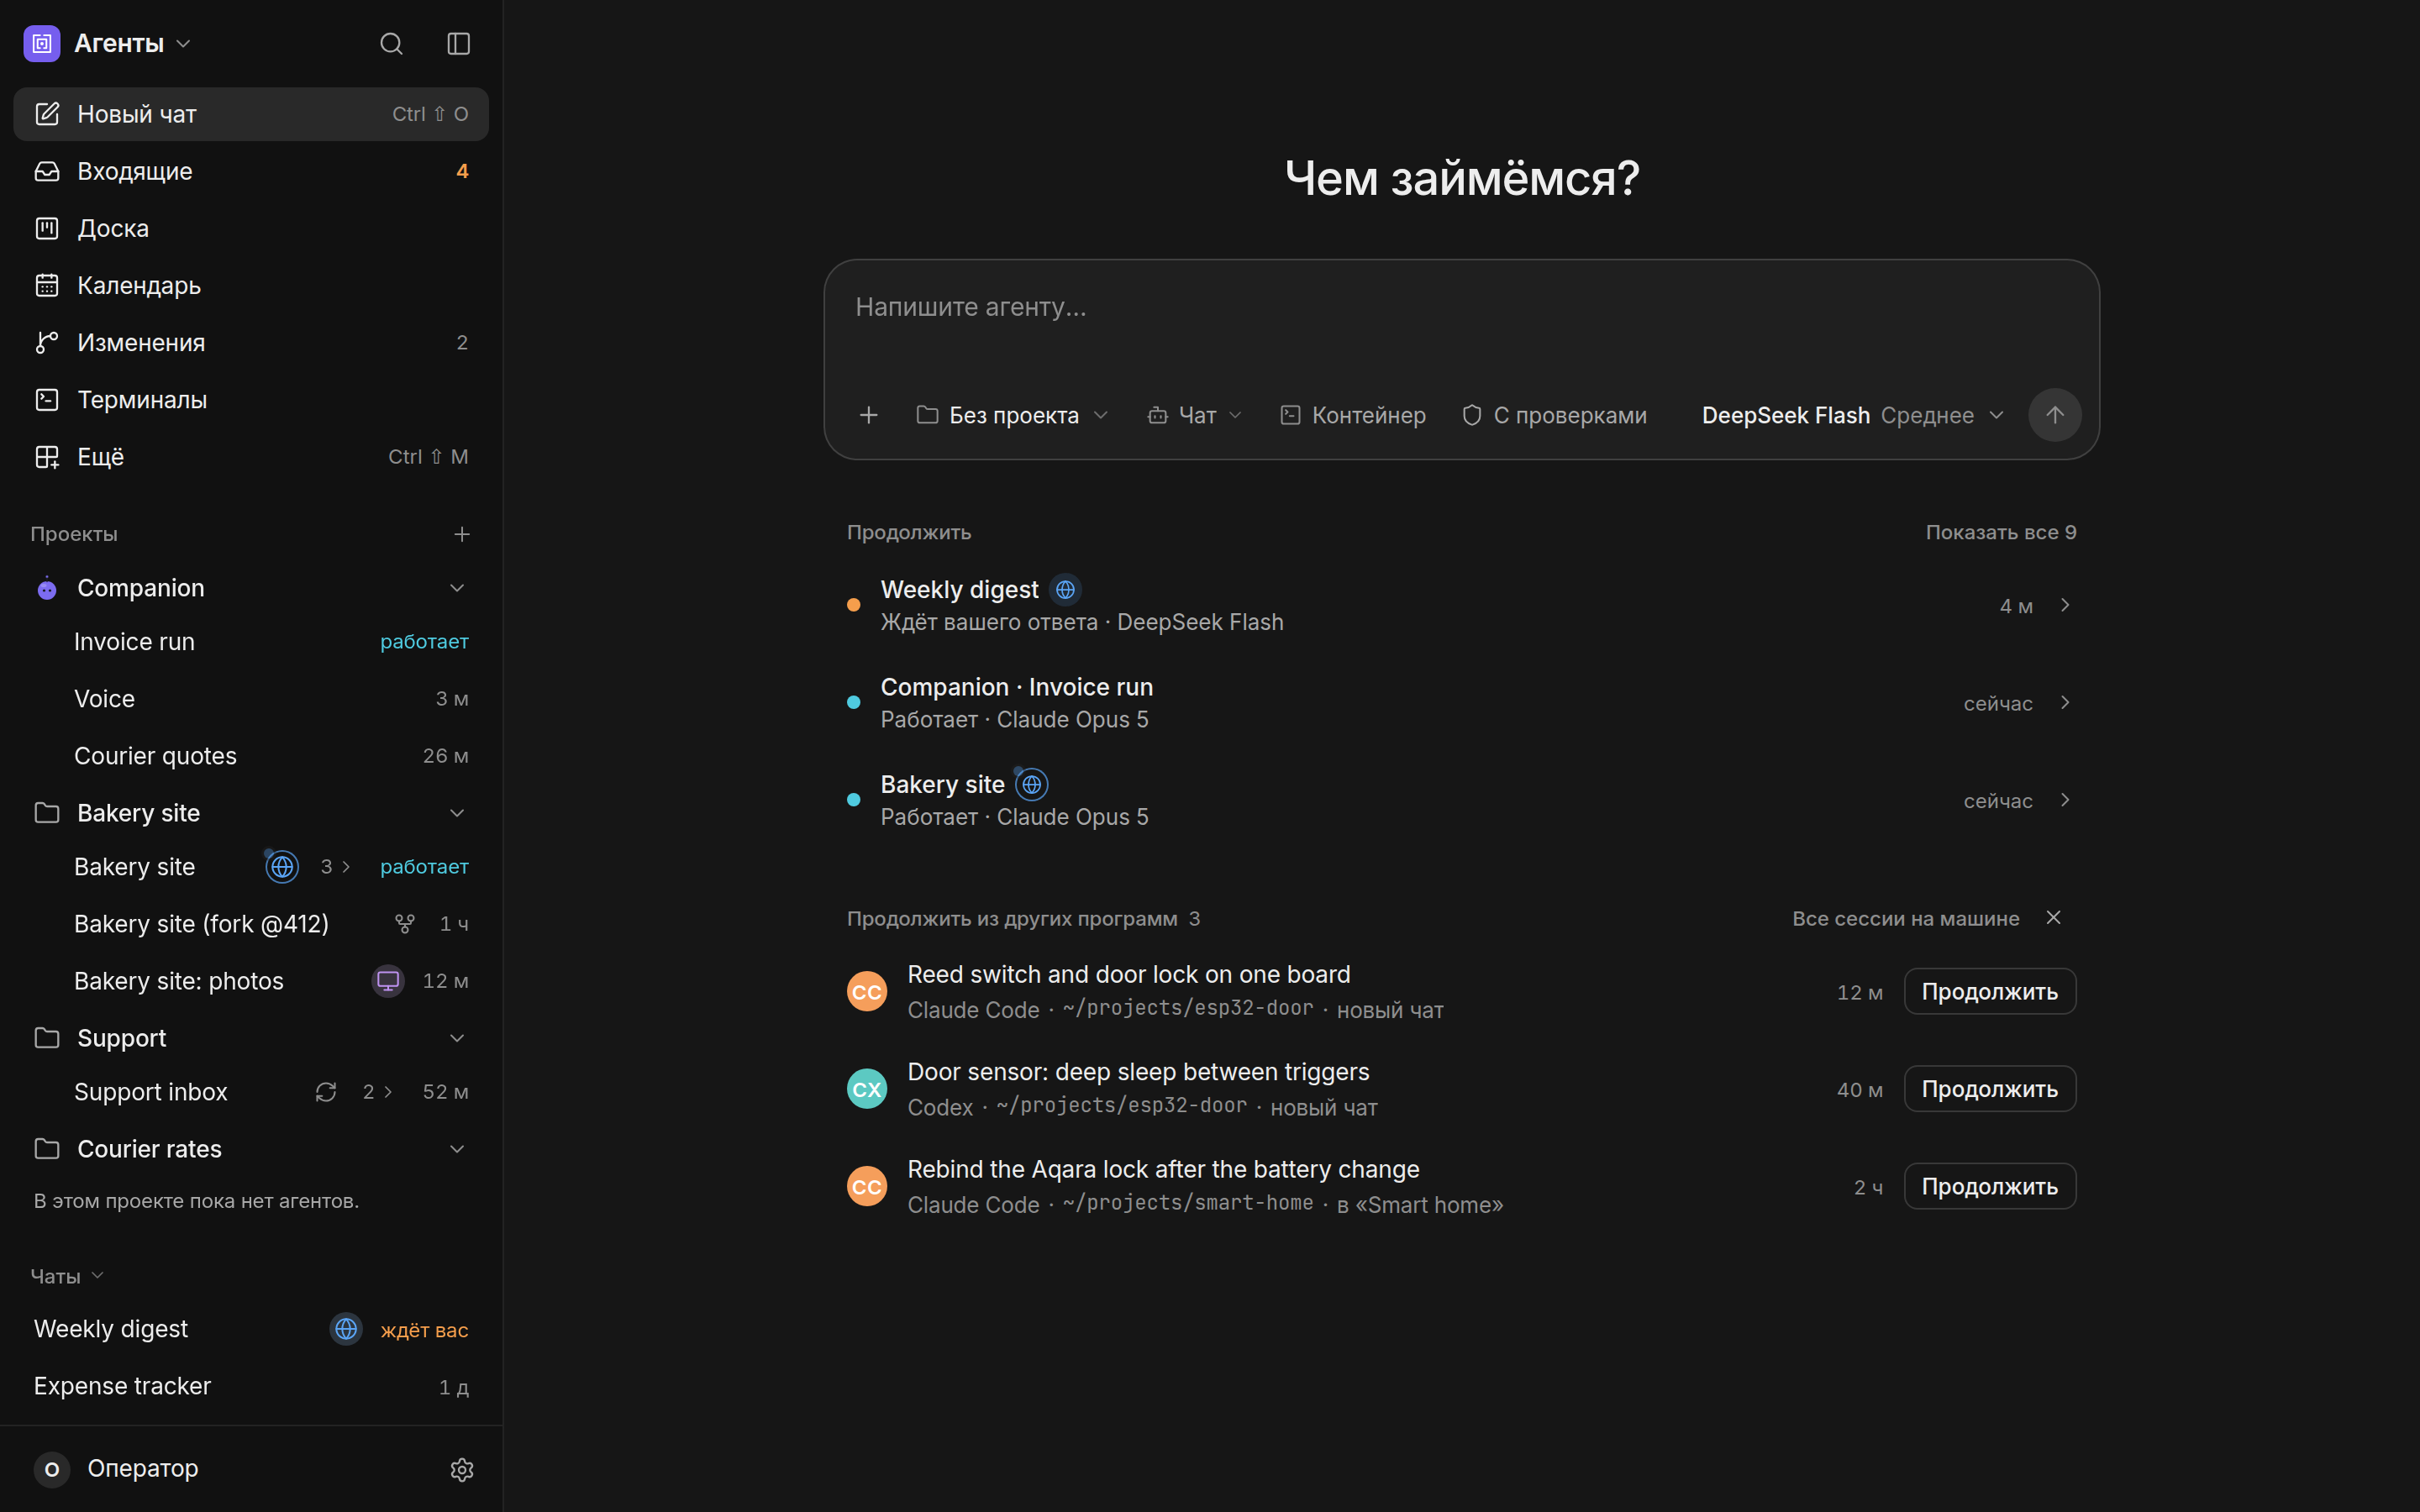 Агенты
Новый чат Ctrl ⇧ O
Входящие 4
Доска
Календарь
Изменения 2
Терминалы
Ещё Ctrl ⇧ M
Проекты
Companion
Invoice run работает
Voice 3 м
Courier quotes 26 м
Bakery site
Bakery site 3 работает
Bakery site (fork @412) 1 ч
Bakery site: photos 12 м
Support
Support inbox 2 52 м
Courier rates
В этом проекте пока нет агентов.
Чаты
Weekly digest ждёт вас
Expense tracker 1 д
О Оператор
Чем займёмся?
Напишите агенту...
Без проекта Чат Контейнер С проверками DeepSeek Flash Среднее
Продолжить Показать все 9
Weekly digest
Ждёт вашего ответа · DeepSeek Flash 4 м
Companion · Invoice run
Работает · Claude Opus 5 сейчас
Bakery site
Работает · Claude Opus 5 сейчас
Продолжить из других программ 3 Все сессии на машине
CC Reed switch and door lock on one board
Claude Code · ~/projects/esp32-door · новый чат 12 м Продолжить
CX Door sensor: deep sleep between triggers
Codex · ~/projects/esp32-door · новый чат 40 м Продолжить
CC Rebind the Aqara lock after the battery change
Claude Code · ~/projects/smart-home · в «Smart home» 2 ч Продолжить